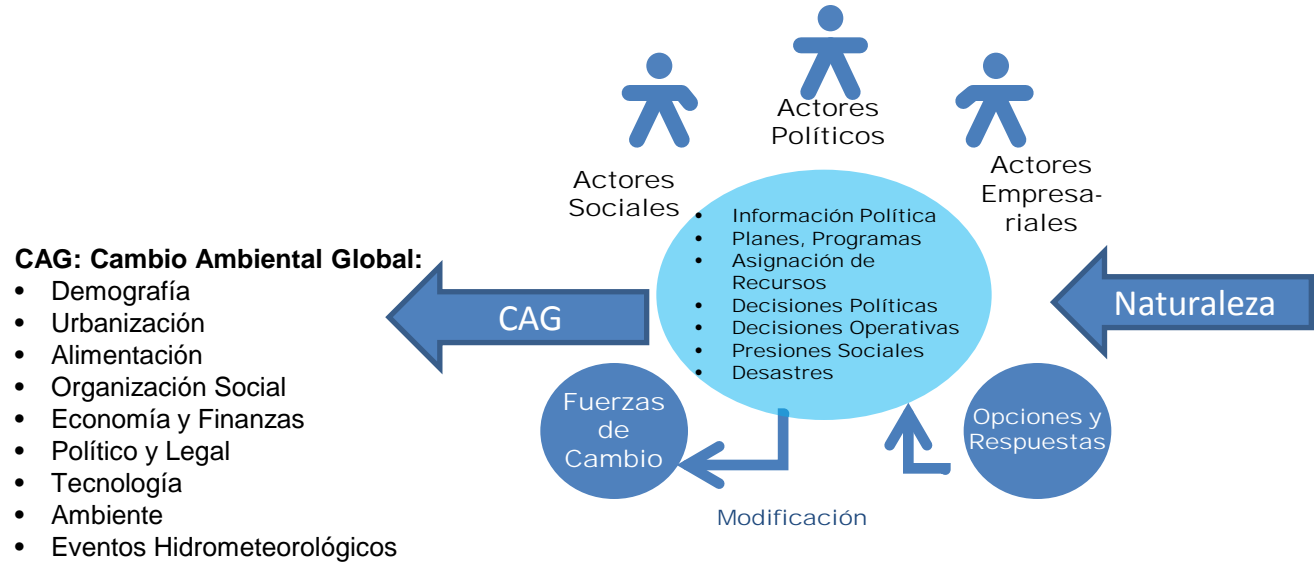 Actores
Políticos
Actores
Sociales
Actores
Empresa-
riales
• Información Política
• Planes, Programas
• Asignación de
Recursos
• Decisiones Políticas
• Decisiones Operativas
• Presiones Sociales
• Desastres
CAG: Cambio Ambiental Global:
• Demografía
• Urbanización
• Alimentación
• Organización Social
• Economía y Finanzas
• Político y Legal
• Tecnología
• Ambiente
• Eventos Hidrometeorológicos
CAG
Naturaleza
Fuerzas
de
Cambio
Opciones y
Respuestas
Modificación